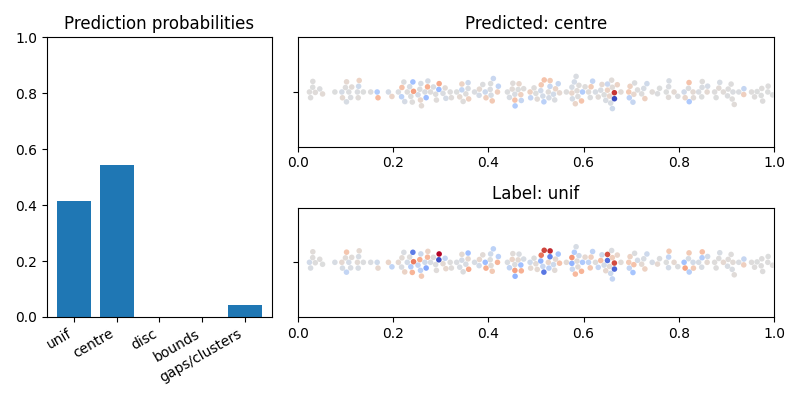 Prediction probabilities
1.0
0.8
0.6
0.4
0.2
0.0
unif
centre
disc
bounds
gaps/clusters
Predicted: centre
0.0 0.2 0.4 0.6 0.8 1.0
Label: unif
0.0 0.2 0.4 0.6 0.8 1.0